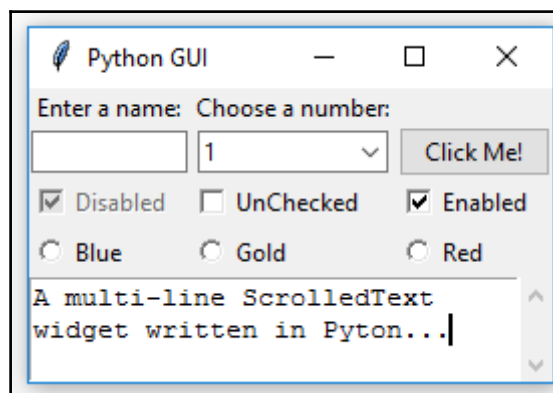 Python GUI
Enter a name: Choose a number:
1 Click Me!
Disabled UnChecked Enabled
Blue Gold Red
A multi-line ScrolledText
widget written in Pyton...